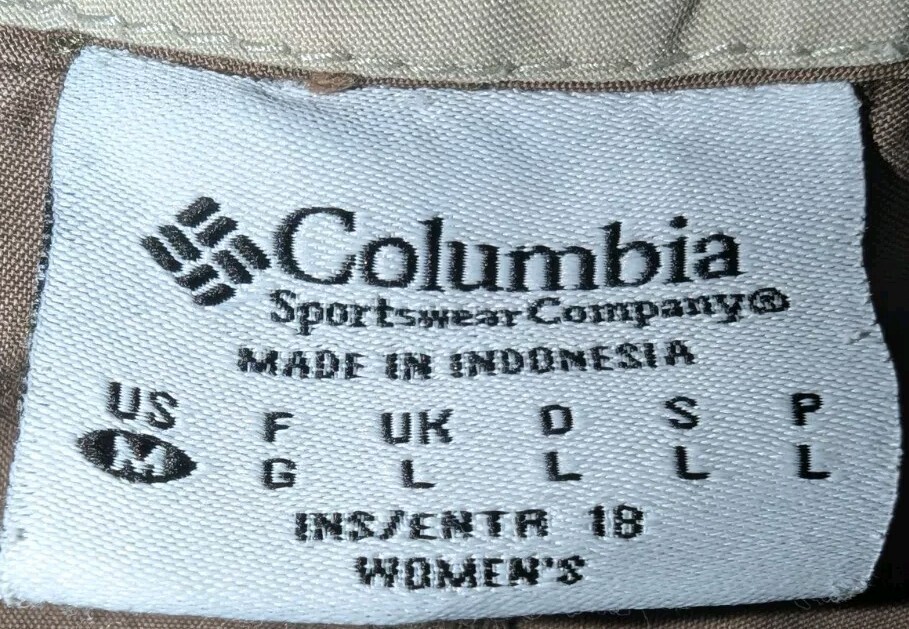 Columbia
Sportswear Company®
MADE IN INDONESIA
US F UK D S P
M G L L L L
INS/ENTR 18
WOMEN'S